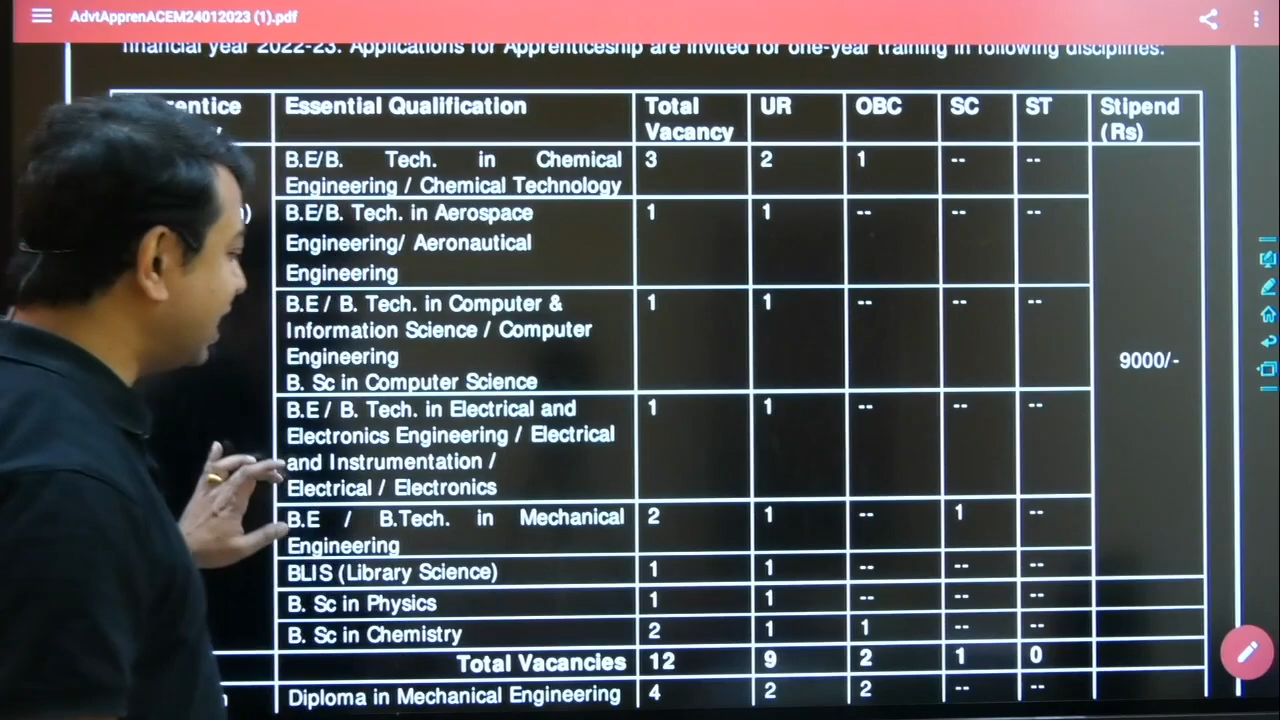 AdvtApprenACEM24012023 (1).pdf
financial year 2022-23. Applications for Apprenticeship are invited for one-year training in following disciplines:
Essential Qualification Total Vacancy UR OBC SC ST Stipend (Rs)
B.E/B. Tech. in Chemical 3 2 1 -- --
Engineering / Chemical Technology
B.E/B. Tech. in Aerospace 1 1 -- -- --
Engineering/ Aeronautical
Engineering
B.E / B. Tech. in Computer & 1 1 -- -- --
Information Science / Computer
Engineering 9000/-
B. Sc in Computer Science
B.E / B. Tech. in Electrical and 1 1 -- -- --
Electronics Engineering / Electrical
and Instrumentation /
Electrical / Electronics
B.E / B.Tech. in Mechanical 2 1 -- 1 --
Engineering
BLIS (Library Science) 1 1 -- -- --
B. Sc in Physics 1 1 -- -- --
B. Sc in Chemistry 2 1 1 -- --
Total Vacancies 12 9 2 1 0
Diploma in Mechanical Engineering 4 2 2 -- --